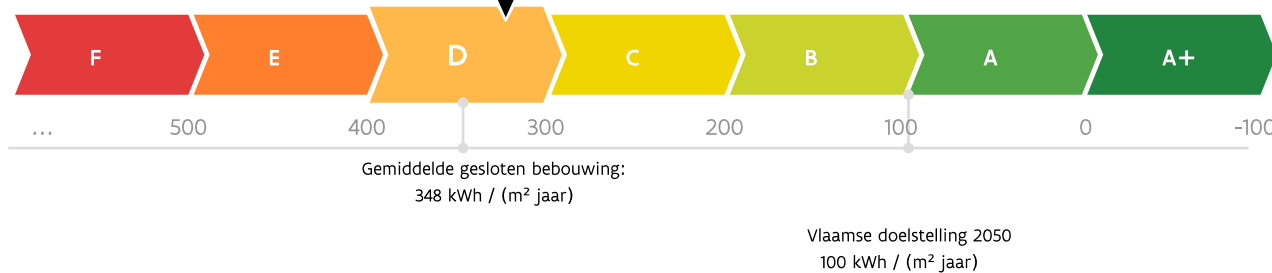 F E D C B A A+
... 500 400 300 200 100 0 -100
Gemiddelde gesloten bebouwing:
348 kWh / (m² jaar)
Vlaamse doelstelling 2050
100 kWh / (m² jaar)